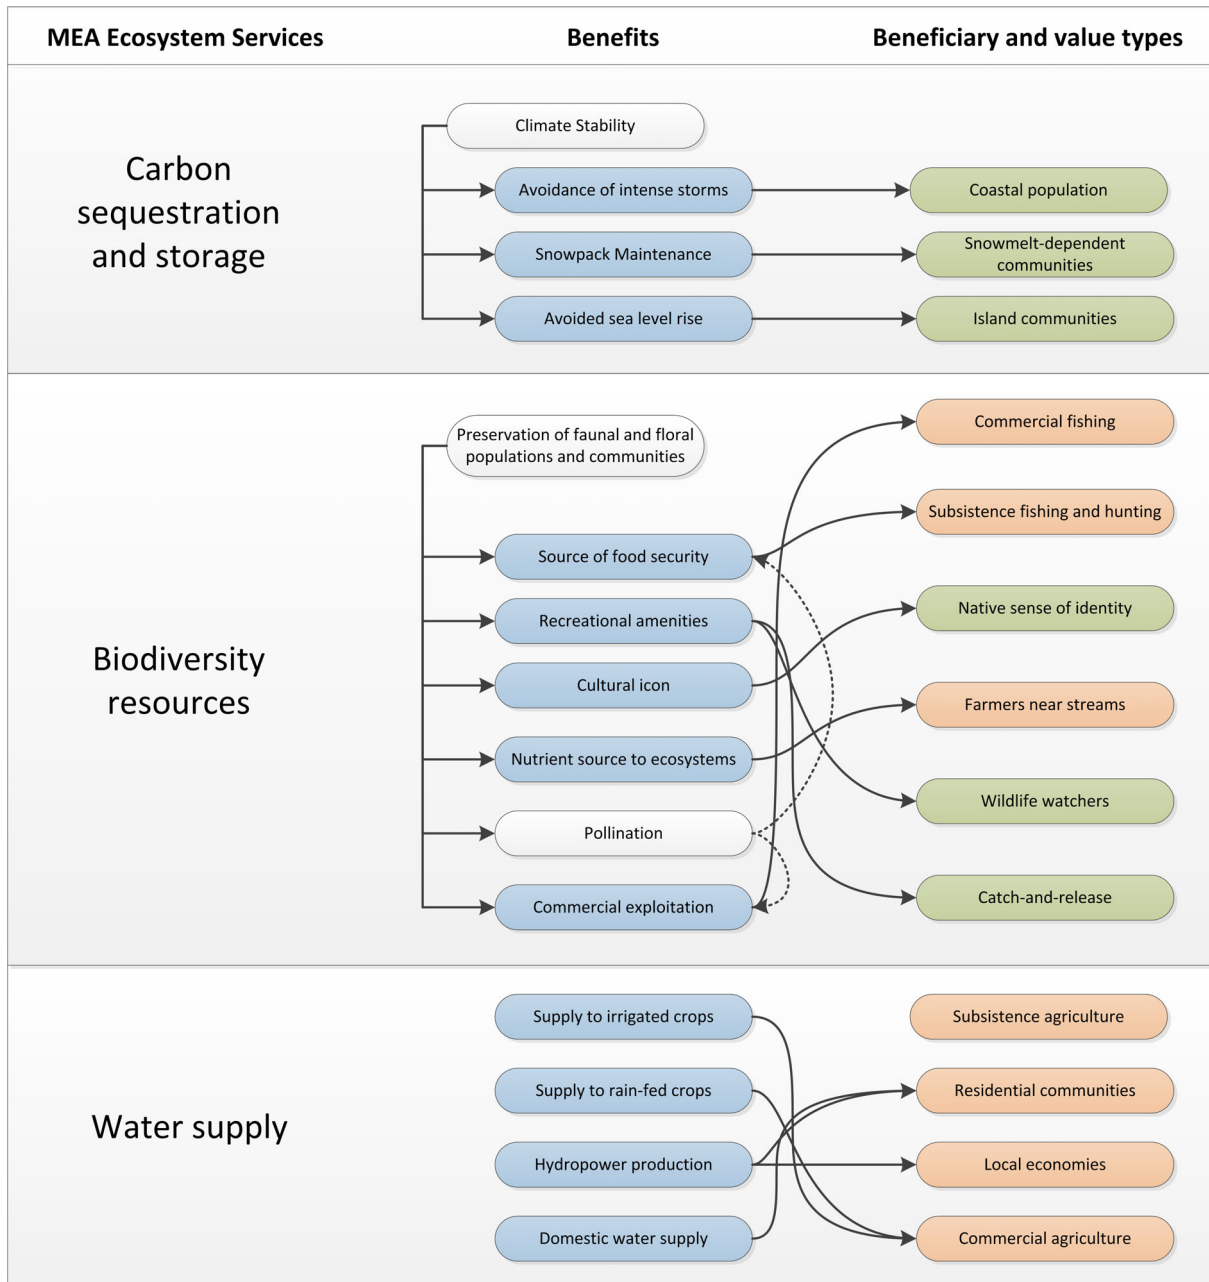 MEA Ecosystem Services
Benefits
Beneficiary and value types
Carbon
sequestration
and storage
Climate Stability
Avoidance of intense storms
Coastal population
Snowpack Maintenance
Snowmelt-dependent
communities
Avoided sea level rise
Island communities
Biodiversity
resources
Preservation of faunal and floral
populations and communities
Source of food security
Recreational amenities
Cultural icon
Nutrient source to ecosystems
Pollination
Commercial exploitation
Commercial fishing
Subsistence fishing and hunting
Native sense of identity
Farmers near streams
Wildlife watchers
Catch-and-release
Water supply
Supply to irrigated crops
Supply to rain-fed crops
Hydropower production
Domestic water supply
Subsistence agriculture
Residential communities
Local economies
Commercial agriculture